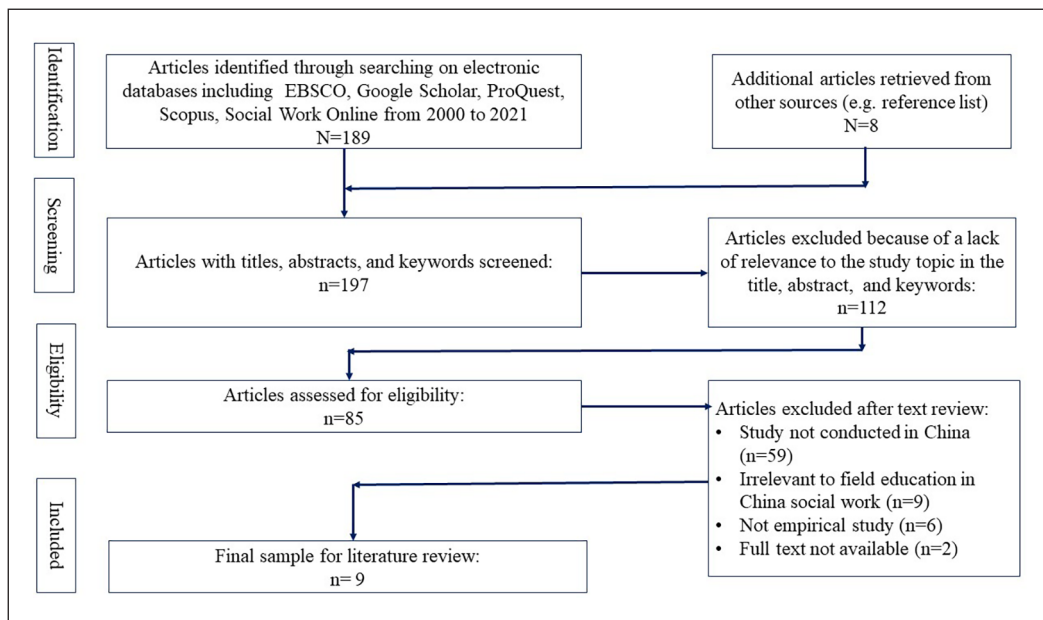 Identification
Articles identified through searching on electronic
databases including EBSCO, Google Scholar, ProQuest,
Scopus, Social Work Online from 2000 to 2021
N=189
Additional articles retrieved from
other sources (e.g. reference list)
N=8
Screening
Articles with titles, abstracts, and keywords screened:
n=197
Articles excluded because of a lack
of relevance to the study topic in the
title, abstract, and keywords:
n=112
Eligibility
Articles assessed for eligibility:
n=85
Articles excluded after text review:
• Study not conducted in China
(n=59)
• Irrelevant to field education in
China social work (n=9)
• Not empirical study (n=6)
• Full text not available (n=2)
Included
Final sample for literature review:
n= 9